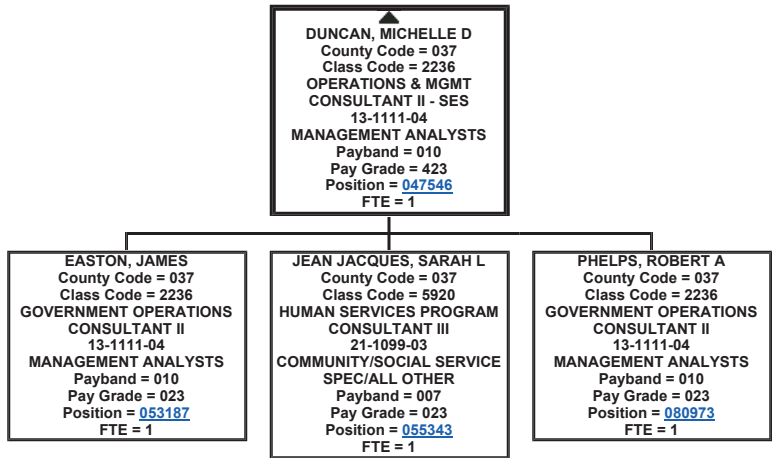 DUNCAN, MICHELLE D
County Code = 037
Class Code = 2236
OPERATIONS & MGMT
CONSULTANT II - SES
13-1111-04
MANAGEMENT ANALYSTS
Payband = 010
Pay Grade = 423
Position = 047546
FTE = 1
EASTON, JAMES
County Code = 037
Class Code = 2236
GOVERNMENT OPERATIONS
CONSULTANT II
13-1111-04
MANAGEMENT ANALYSTS
Payband = 010
Pay Grade = 023
Position = 053187
FTE = 1
JEAN JACQUES, SARAH L
County Code = 037
Class Code = 5920
HUMAN SERVICES PROGRAM
CONSULTANT III
21-1099-03
COMMUNITY/SOCIAL SERVICE
SPEC/ALL OTHER
Payband = 007
Pay Grade = 023
Position = 055343
FTE = 1
PHELPS, ROBERT A
County Code = 037
Class Code = 2236
GOVERNMENT OPERATIONS
CONSULTANT II
13-1111-04
MANAGEMENT ANALYSTS
Payband = 010
Pay Grade = 023
Position = 080973
FTE = 1